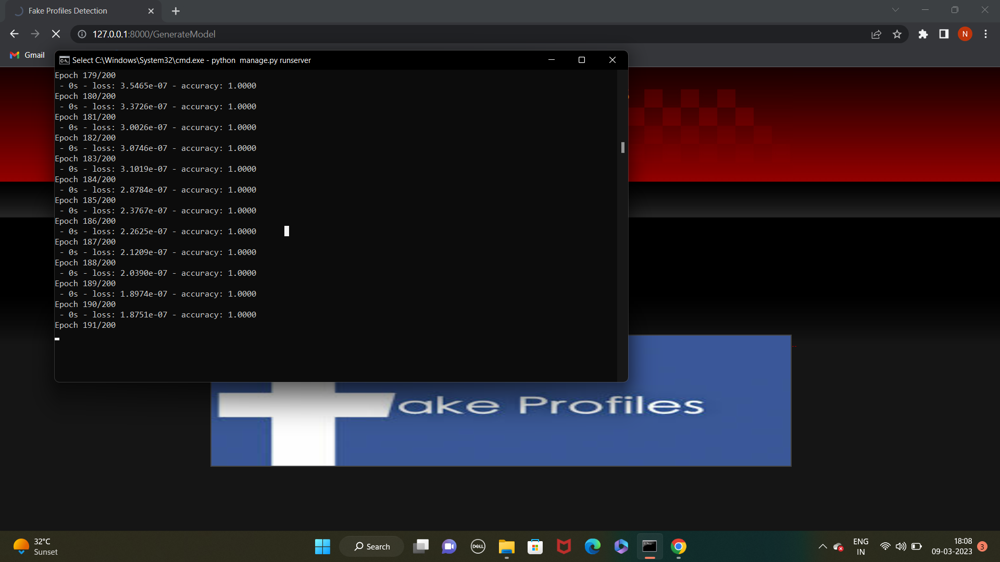 Fake Profiles Detection
127.0.0.1:8000/GenerateModel
N
Gmail
Select C:\Windows\System32\cmd.exe - python  manage.py runserver
Epoch 179/200
 - 0s - loss: 3.5465e-07 - accuracy: 1.0000
Epoch 180/200
 - 0s - loss: 3.3726e-07 - accuracy: 1.0000
Epoch 181/200
 - 0s - loss: 3.0026e-07 - accuracy: 1.0000
Epoch 182/200
 - 0s - loss: 3.0746e-07 - accuracy: 1.0000
Epoch 183/200
 - 0s - loss: 3.1019e-07 - accuracy: 1.0000
Epoch 184/200
 - 0s - loss: 2.8784e-07 - accuracy: 1.0000
Epoch 185/200
 - 0s - loss: 2.3767e-07 - accuracy: 1.0000
Epoch 186/200
 - 0s - loss: 2.2625e-07 - accuracy: 1.0000
Epoch 187/200
 - 0s - loss: 2.1209e-07 - accuracy: 1.0000
Epoch 188/200
 - 0s - loss: 2.0390e-07 - accuracy: 1.0000
Epoch 189/200
 - 0s - loss: 1.8974e-07 - accuracy: 1.0000
Epoch 190/200
 - 0s - loss: 1.8751e-07 - accuracy: 1.0000
Epoch 191/200
fake Profiles
32°C
Sunset
Search
DELL
ENG
IN
18:08
09-03-2023
3